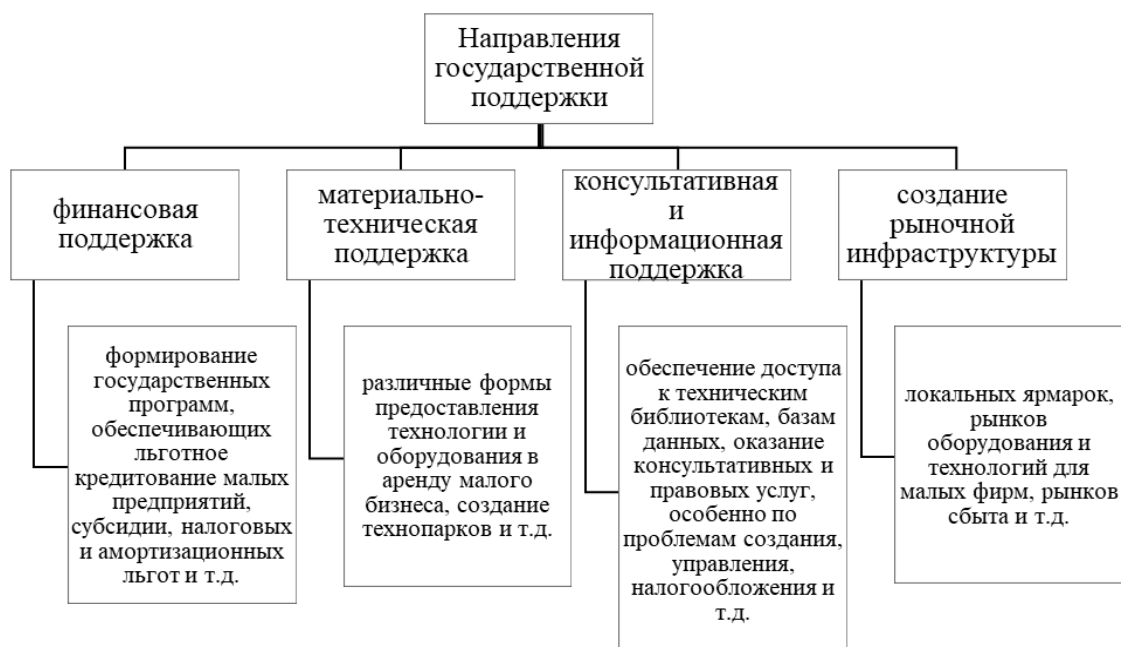 Направления
государственной
поддержки
финансовая
поддержка
материально-
техническая
поддержка
консультативная
и
информационная
поддержка
создание
рыночной
инфраструктуры
формирование
государственных
программ,
обеспечивающих
льготное
кредитование малых
предприятий,
субсидии, налоговых
и амортизационных
льгот и т.д.
различные формы
предоставления
технологии и
оборудования в
аренду малого
бизнеса, создание
технопарков и т.д.
обеспечение доступа
к техническим
библиотекам, базам
данных, оказание
консультативных и
правовых услуг,
особенно по
проблемам создания,
управления,
налогообложения и
т.д.
локальных ярмарок,
рынков
оборудования и
технологий для
малых фирм, рынков
сбыта и т.д.